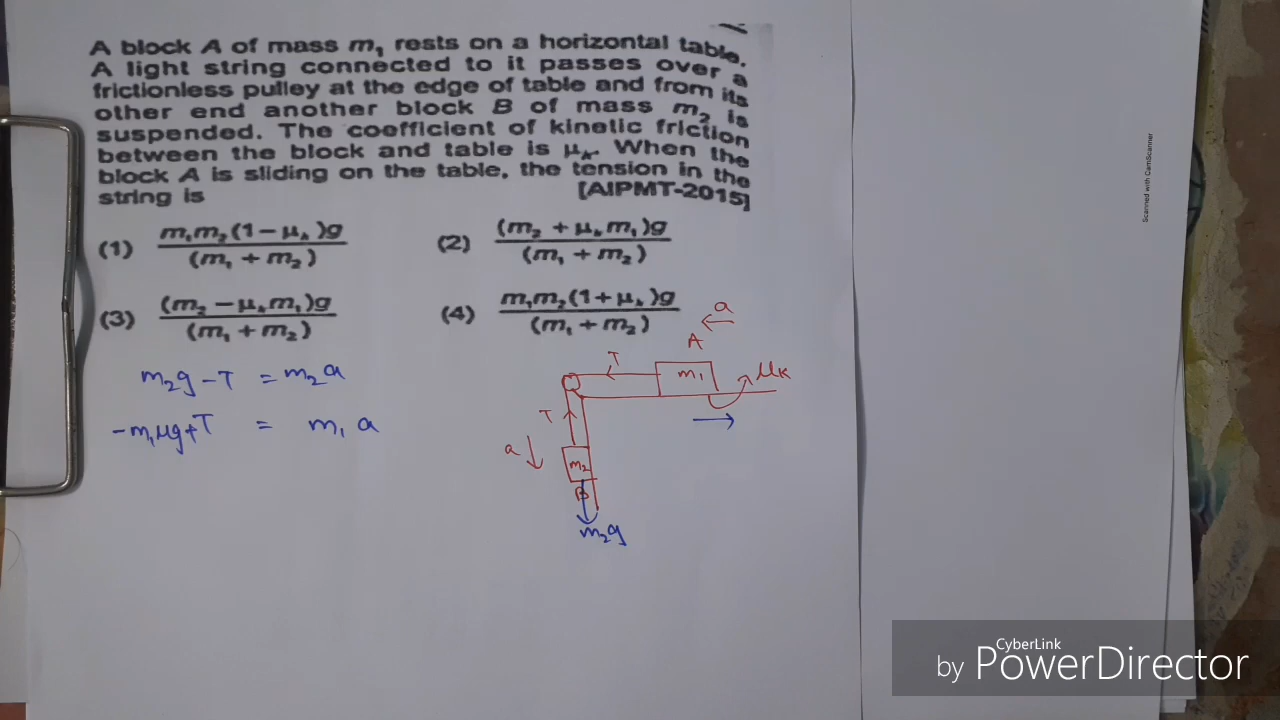 A block A of mass m₁ rests on a horizontal table.
A light string connected to it passes over a
frictionless pulley at the edge of table and from its
other end another block B of mass m₂ is
suspended. The coefficient of kinetic friction
between the block and table is μₖ. When the
block A is sliding on the table, the tension in the
string is [AIPMT-2015]
(1) m₁m₂(1−μₖ)g / (m₁+m₂) (2) (m₂+μₖm₁)g / (m₁+m₂)
(3) (m₂−μₖm₁)g / (m₁+m₂) (4) m₁m₂(1+μₖ)g / (m₁+m₂)
m₂g − T = m₂a
−m₁μg+T = m₁a
a
A
T
m₁
μK
T
a
m₂
B
m₂g
Scanned with CamScanner
CyberLink
by PowerDirector